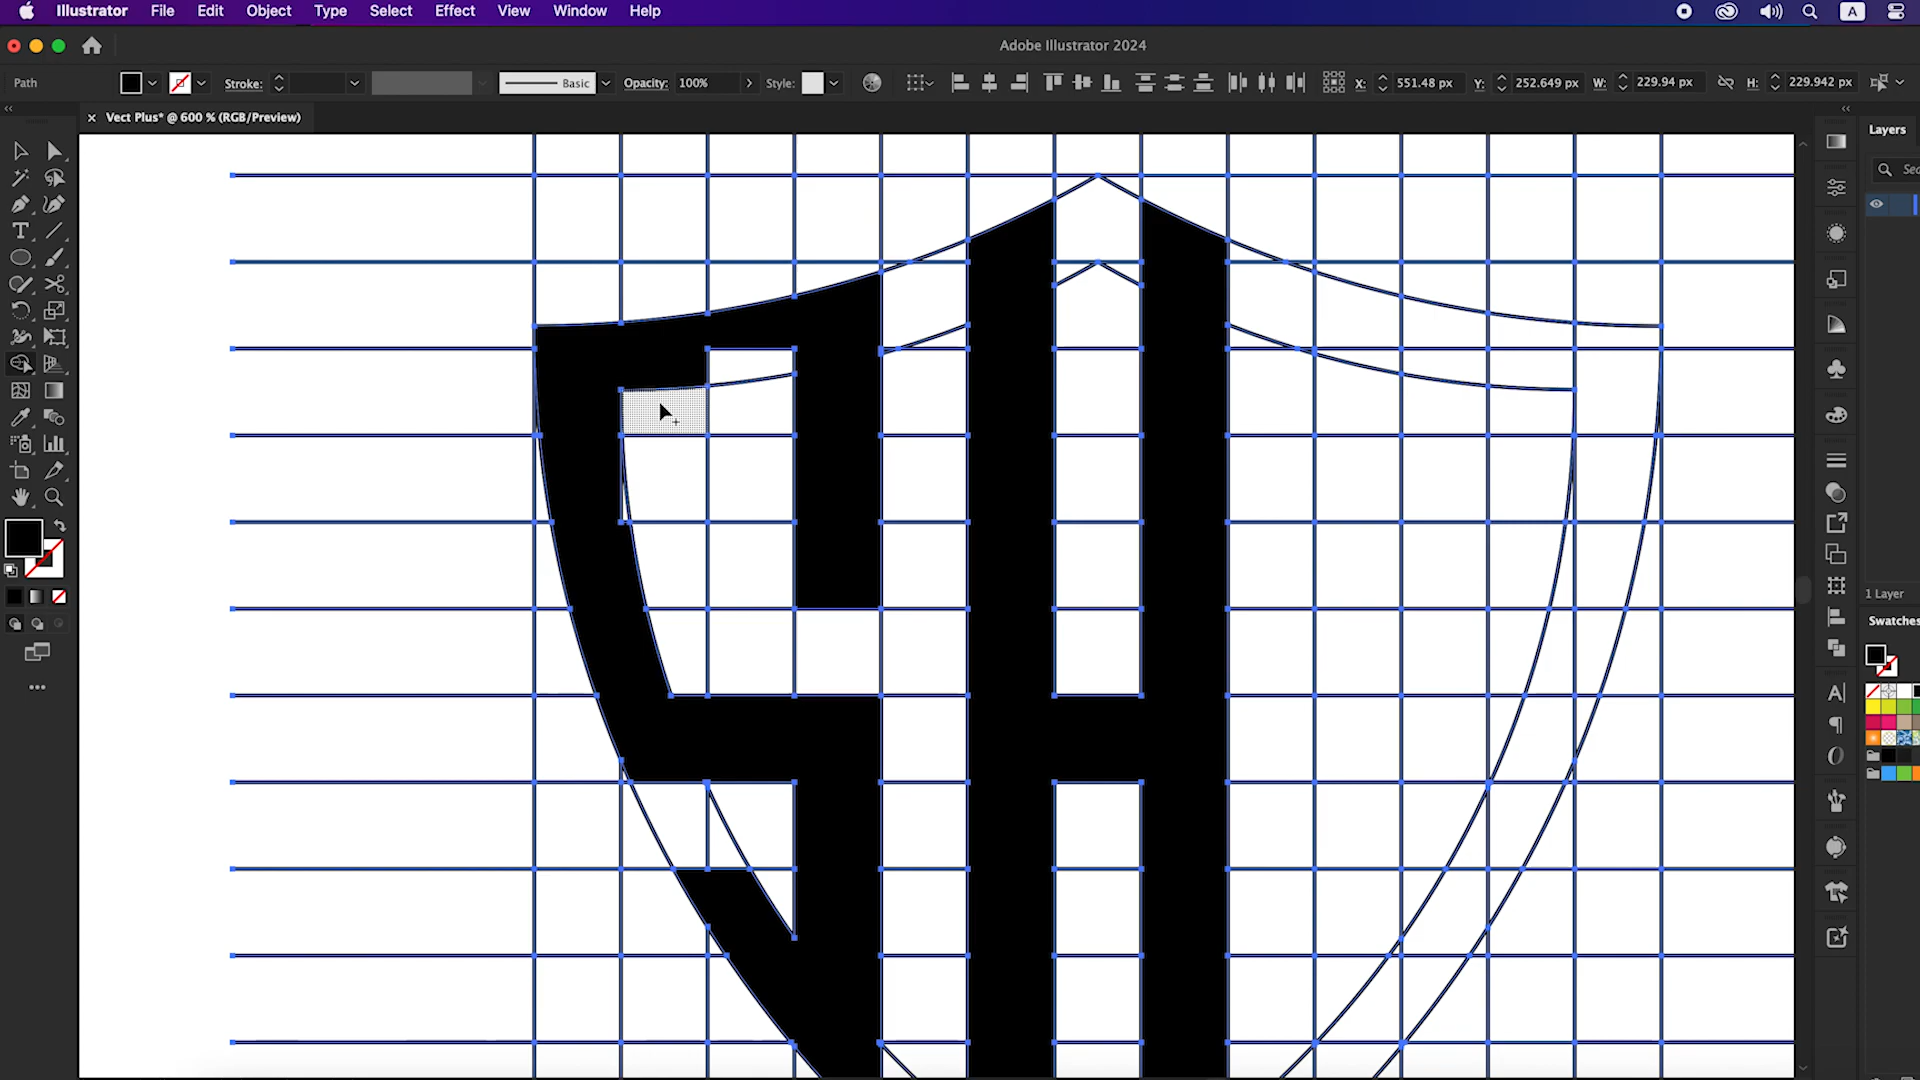 Illustrator File Edit Object Type Select Effect View Window Help A
Adobe Illustrator 2024
Path Stroke: Basic Opacity: 100% Style: X: 551.48 px Y: 252.649 px W: 229.94 px H: 229.942 px
× Vect Plus* @ 600 % (RGB/Preview)
Layers
Sec
1 Layer
Swatches